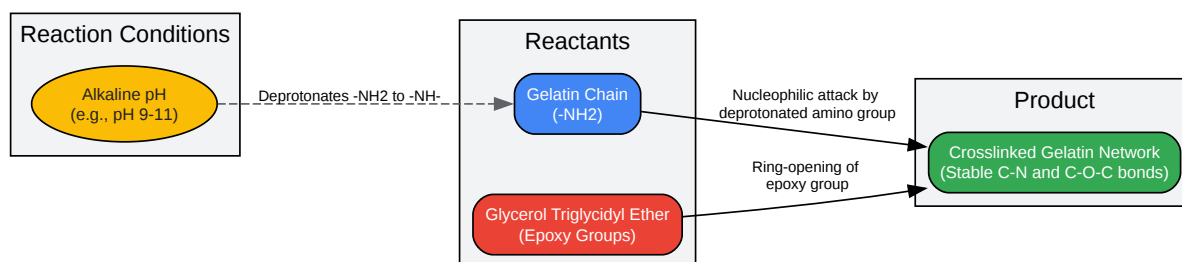 Reaction Conditions
Alkaline pH
(e.g., pH 9-11)
Deprotonates -NH2 to -NH-
Reactants
Gelatin Chain
(-NH2)
Glycerol Triglycidyl Ether
(Epoxy Groups)
Nucleophilic attack by
deprotonated amino group
Ring-opening of
epoxy group
Product
Crosslinked Gelatin Network
(Stable C-N and C-O-C bonds)